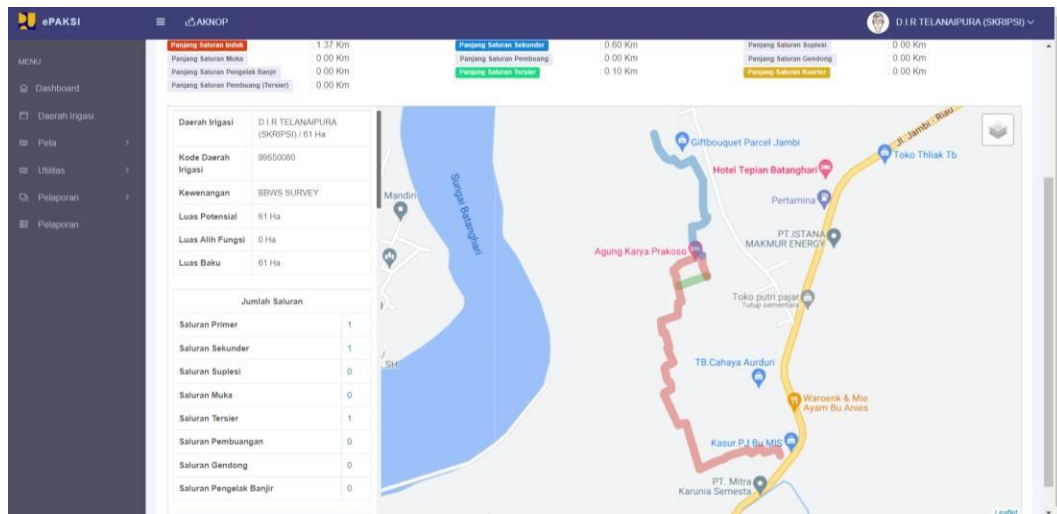 ePAKSI
AKNOP
D.I.R TELANAIPURA (SKRIPSI)
MENU
Dashboard
Daerah Irigasi
Peta
Utilitas
Pelaporan
Pelaporan
Panjang Saluran Induk : 1.37 Km
Panjang Saluran Sekunder : 0.60 Km
Panjang Saluran Suplesi : 0.00 Km
Panjang Saluran Muka : 0.00 Km
Panjang Saluran Pembuang : 0.00 Km
Panjang Saluran Gendong : 0.00 Km
Panjang Saluran Pengelak Banjir : 0.00 Km
Panjang Saluran Tersier : 0.10 Km
Panjang Saluran Kuarter : 0.00 Km
Panjang Saluran Pembuang (Tersier) : 0.00 Km
Daerah Irigasi
D.I.R TELANAIPURA
(SKRIPSI) / 61 Ha
Kode Daerah
Irigasi
99550080
Kewenangan
BBWS SURVEY
Luas Potensial
61 Ha
Luas Alih Fungsi
0 Ha
Luas Baku
61 Ha
Jumlah Saluran
Saluran Primer 1
Saluran Sekunder 1
Saluran Suplesi 0
Saluran Muka 0
Saluran Tersier 1
Saluran Pembuangan 0
Saluran Gendong 0
Saluran Pengelak Banjir 0
Jl. Jambi - Riau
Giftbouquet Parcel Jambi
Toko Thliak Tb
Hotel Tepian Batanghari
Mandiri
Sungai Batanghari
Pertamina
PT.ISTANA
MAKMUR ENERGY
Agung Karya Prakoso
Toko putri pajar
Tutup sementara
SH
TB.Cahaya Aurduri
Waroenk & Mie
Ayam Bu Anies
Kasur PJ Bu MIS
PT. Mitra
Karunia Semesta
Leaflet